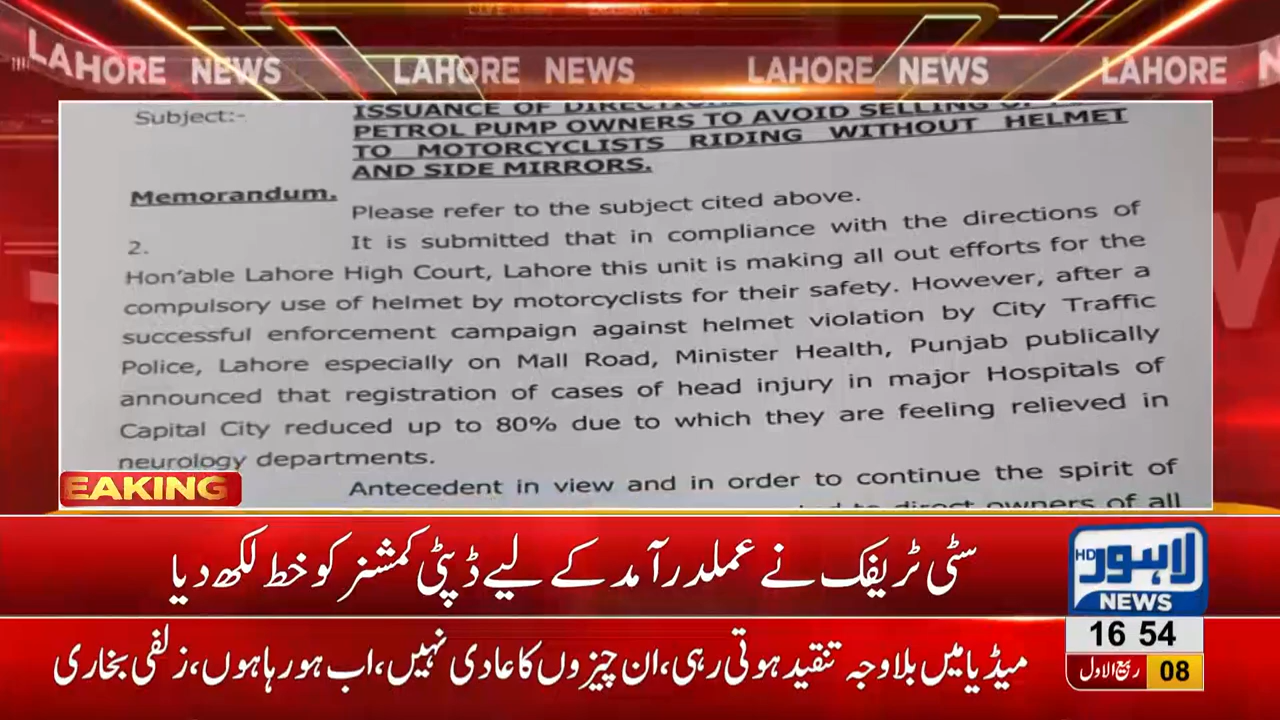 LAHORE NEWS LAHORE NEWS LAHORE NEWS LAHORE
Subject:-
ISSUANCE OF
PETROL PUMP OWNERS TO AVOID SELLING OF
TO MOTORCYCLISTS RIDING WITHOUT HELMET
AND SIDE MIRRORS.
Memorandum.
Please refer to the subject cited above.
2. It is submitted that in compliance with the directions of
Hon'able Lahore High Court, Lahore this unit is making all out efforts for the
compulsory use of helmet by motorcyclists for their safety. However, after a
successful enforcement campaign against helmet violation by City Traffic
Police, Lahore especially on Mall Road, Minister Health, Punjab publically
announced that registration of cases of head injury in major Hospitals of
Capital City reduced up to 80% due to which they are feeling relieved in
neurology departments.
Antecedent in view and in order to continue the spirit of
direct owners of all
EAKING
سٹی ٹریفک نے عملدرآمد کے لیے ڈپٹی کمشنر کو خط لکھ دیا
HD لاہور
NEWS
16 54
08 ربیع الاول
میڈیا میں بلاوجہ تنقید ہوتی رہی، ان چیزوں کا عادی نہیں، اب ہو رہا ہوں، زلفی بخاری